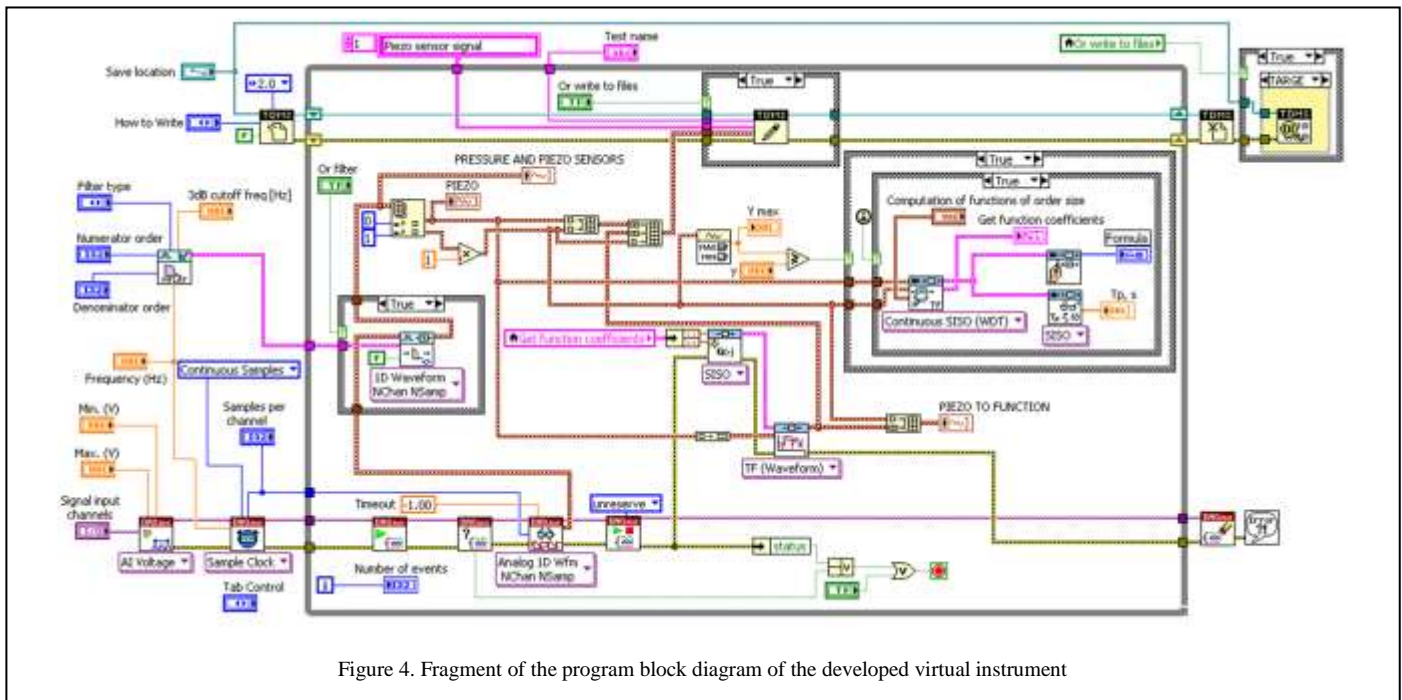 Piezo sensor signal
Test name
Or write to files
True
TARGE
Save location
2.0
TDMS
How to Write
Or write to files
True
TDMS
PRESSURE AND PIEZO SENSORS
Or filter
PIEZO
True
True
Filter type
3dB cutoff freq [Hz]
Computation of functions of order size
Get function coefficients
Y max
Formula
Numerator order
Denominator order
y
Tp, s
True
Continuous SISO (WDT)
SISO
Get function coefficients
SISO
1D Waveform
NChan NSamp
Frequency (Hz)
Continuous Samples
Min. (V)
Samples per
channel
PIEZO TO FUNCTION
Max. (V)
TF (Waveform)
Signal input
channels
Timeout
-1.00
unreserve
AI Voltage
Sample Clock
Analog 1D Wfm
NChan NSamp
status
Number of events
Tab Control
Error
Figure 4. Fragment of the program block diagram of the developed virtual instrument